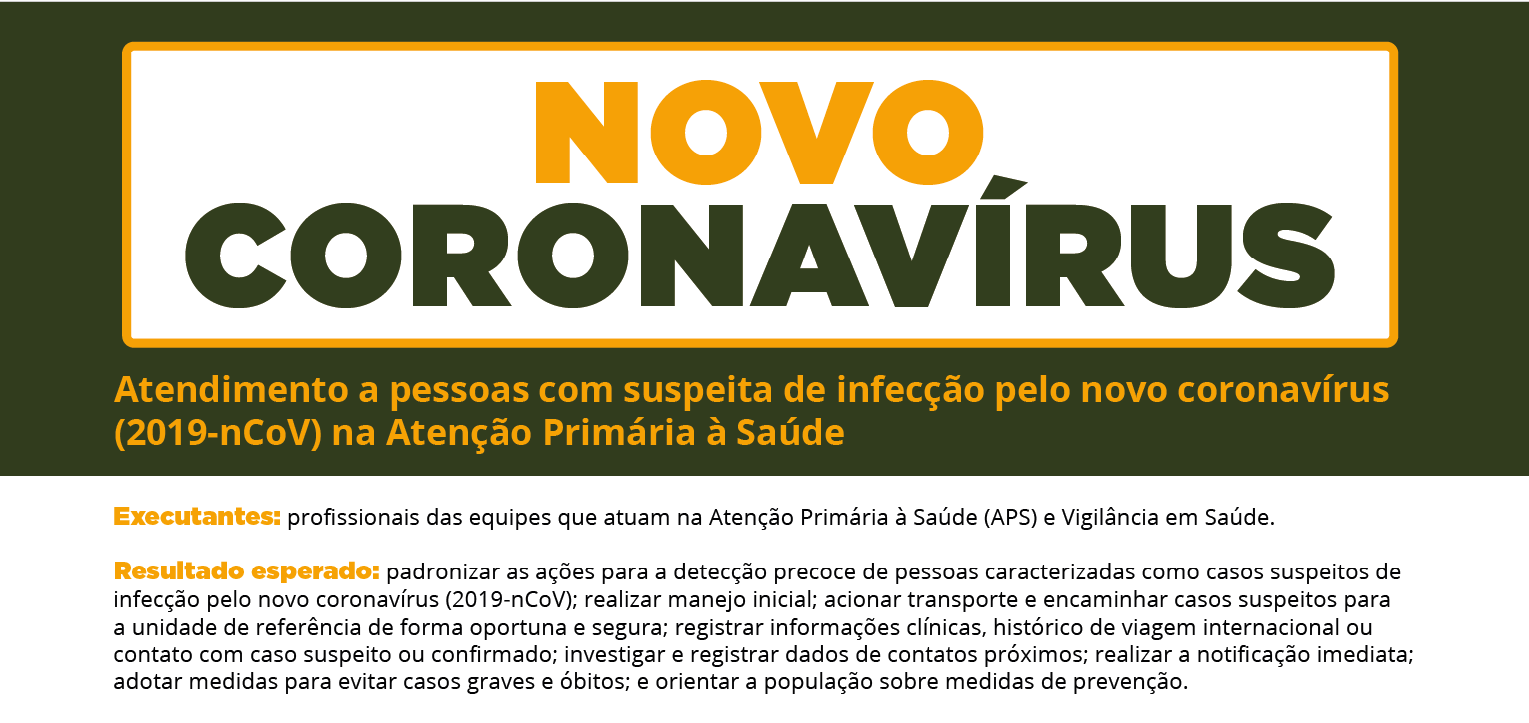 NOVO
CORONAVÍRUS
Atendimento a pessoas com suspeita de infecção pelo novo coronavírus
(2019-nCoV) na Atenção Primária à Saúde
Executantes: profissionais das equipes que atuam na Atenção Primária à Saúde (APS) e Vigilância em Saúde.
Resultado esperado: padronizar as ações para a detecção precoce de pessoas caracterizadas como casos suspeitos de
infecção pelo novo coronavírus (2019-nCoV); realizar manejo inicial; acionar transporte e encaminhar casos suspeitos para
a unidade de referência de forma oportuna e segura; registrar informações clínicas, histórico de viagem internacional ou
contato com caso suspeito ou confirmado; investigar e registrar dados de contatos próximos; realizar a notificação imediata;
adotar medidas para evitar casos graves e óbitos; e orientar a população sobre medidas de prevenção.